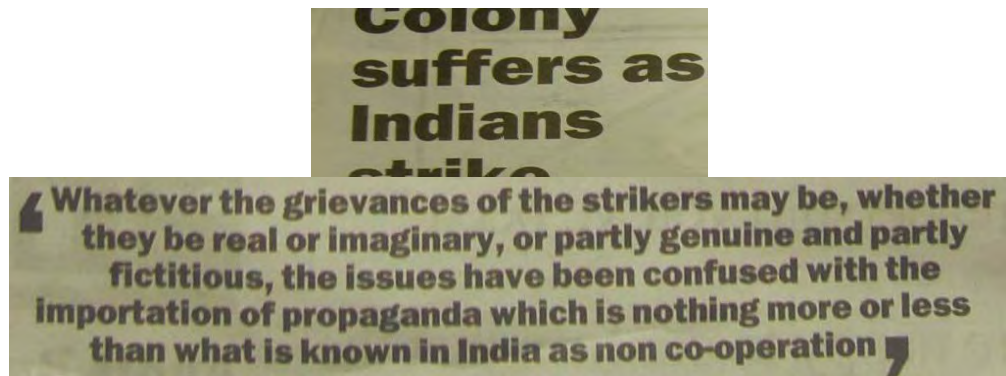 Colony
suffers as
Indians
strike
‘Whatever the grievances of the strikers may be, whether
they be real or imaginary, or partly genuine and partly
fictitious, the issues have been confused with the
importation of propaganda which is nothing more or less
than what is known in India as non co-operation’